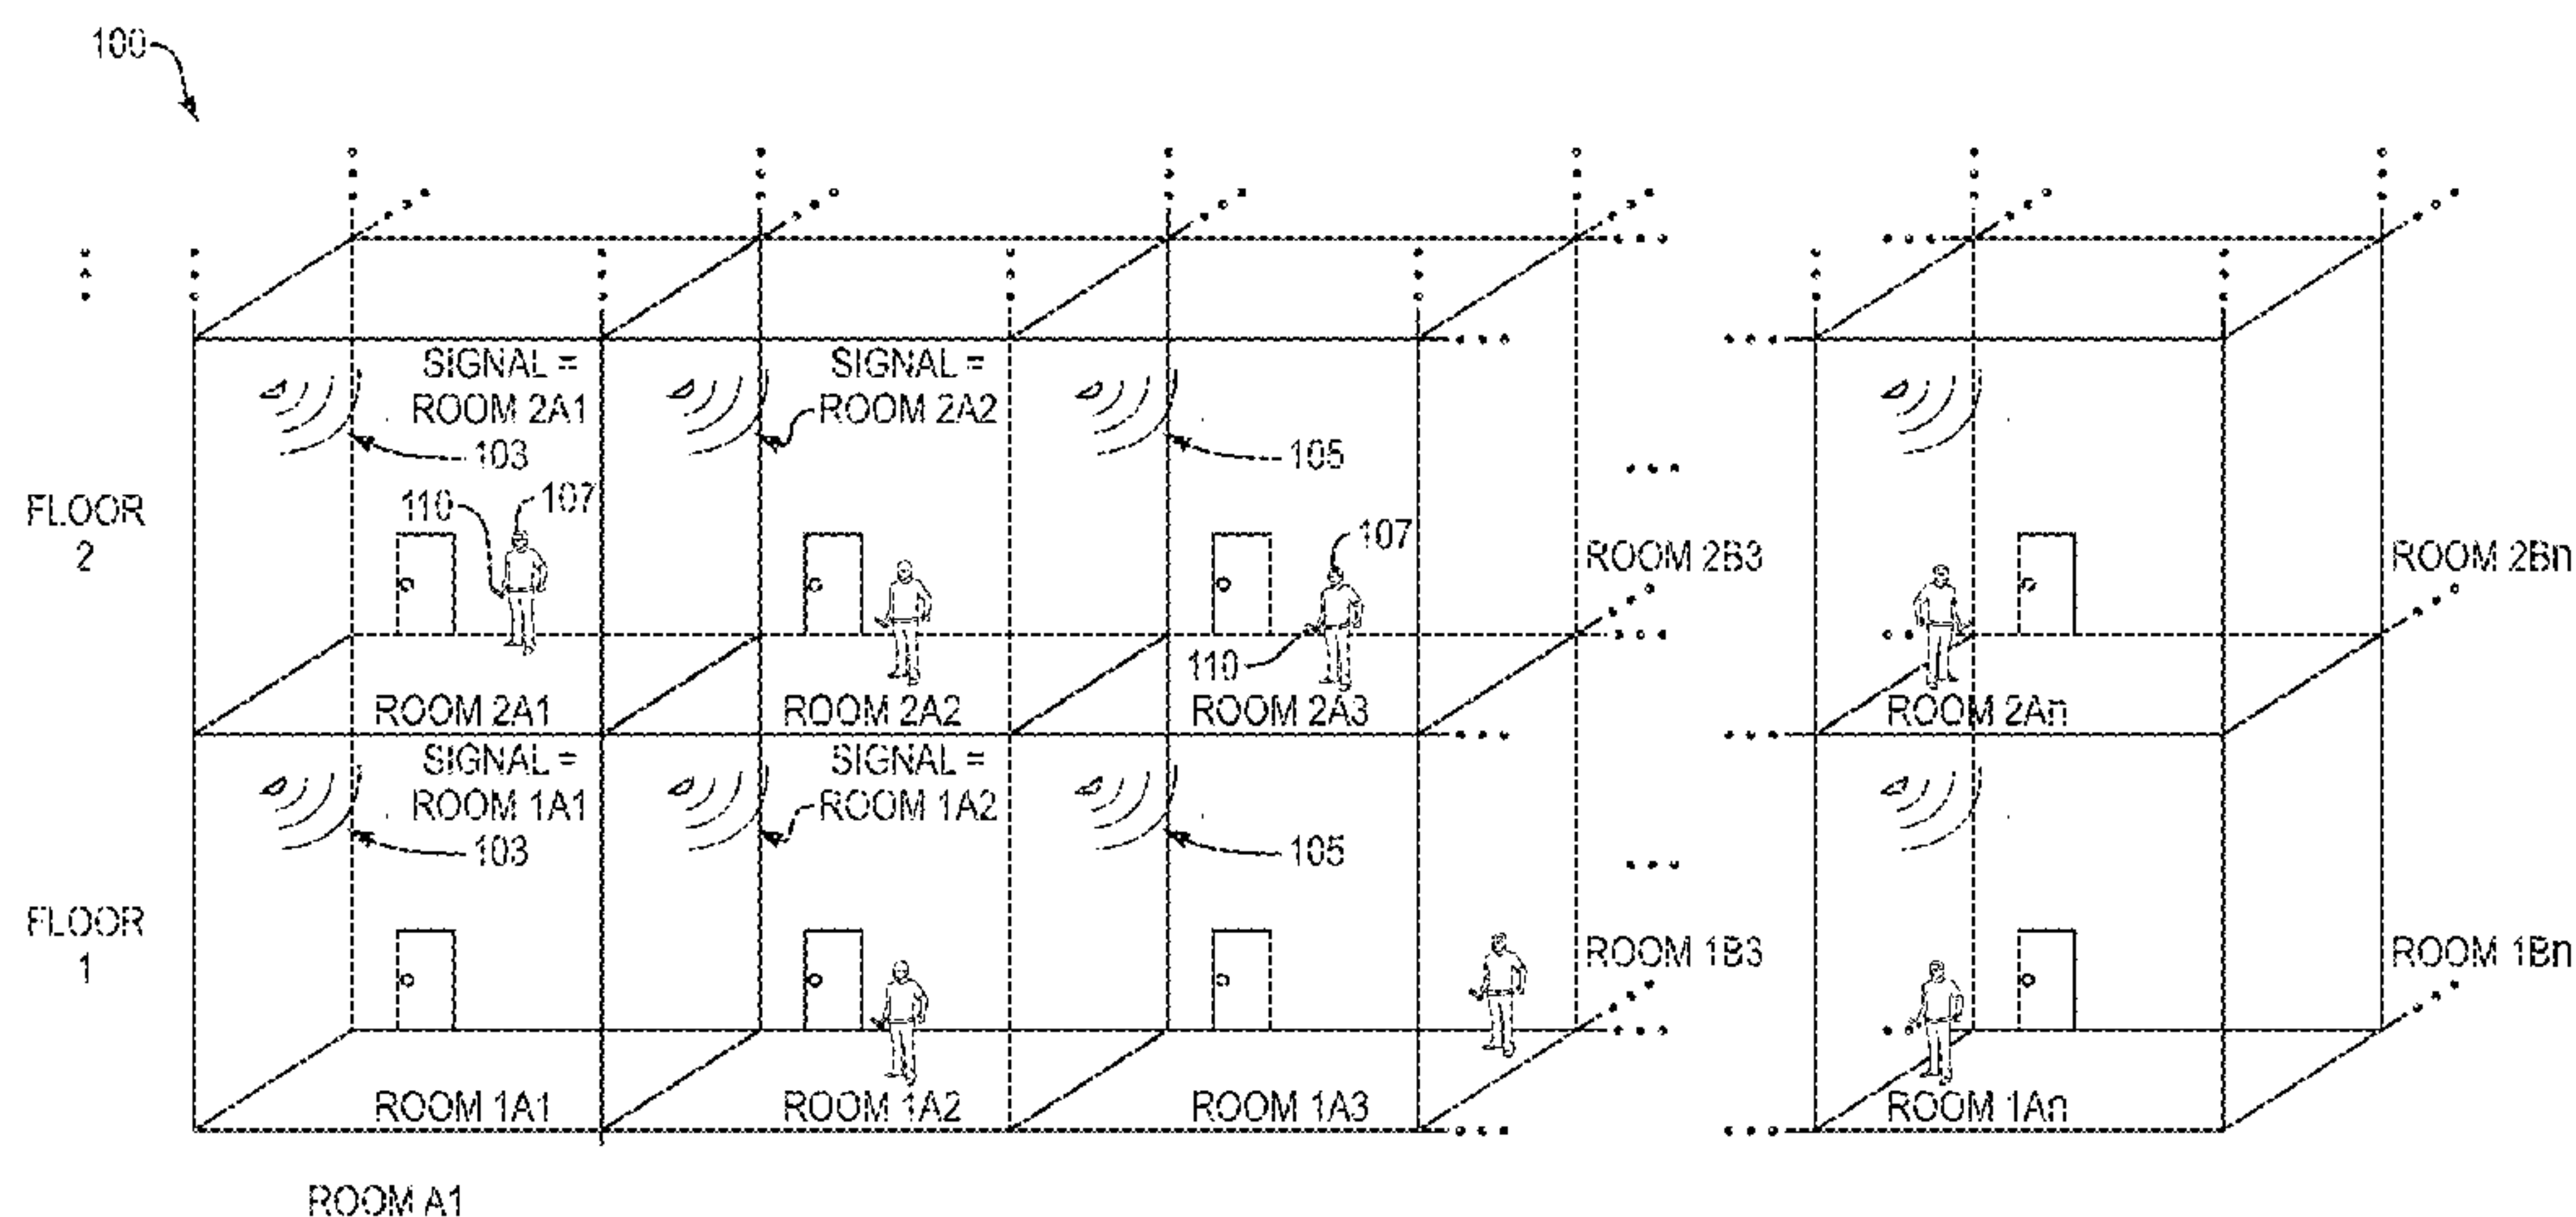 100
SIGNAL =
ROOM 2A1
SIGNAL =
ROOM 2A2
103
105
FLOOR
2
110
107
107
110
ROOM 2B3
ROOM 2Bn
ROOM 2A1
ROOM 2A2
ROOM 2A3
ROOM 2An
SIGNAL =
ROOM 1A1
SIGNAL =
ROOM 1A2
103
105
FLOOR
1
ROOM 1B3
ROOM 1Bn
ROOM 1A1
ROOM 1A2
ROOM 1A3
ROOM 1An
ROOM A1